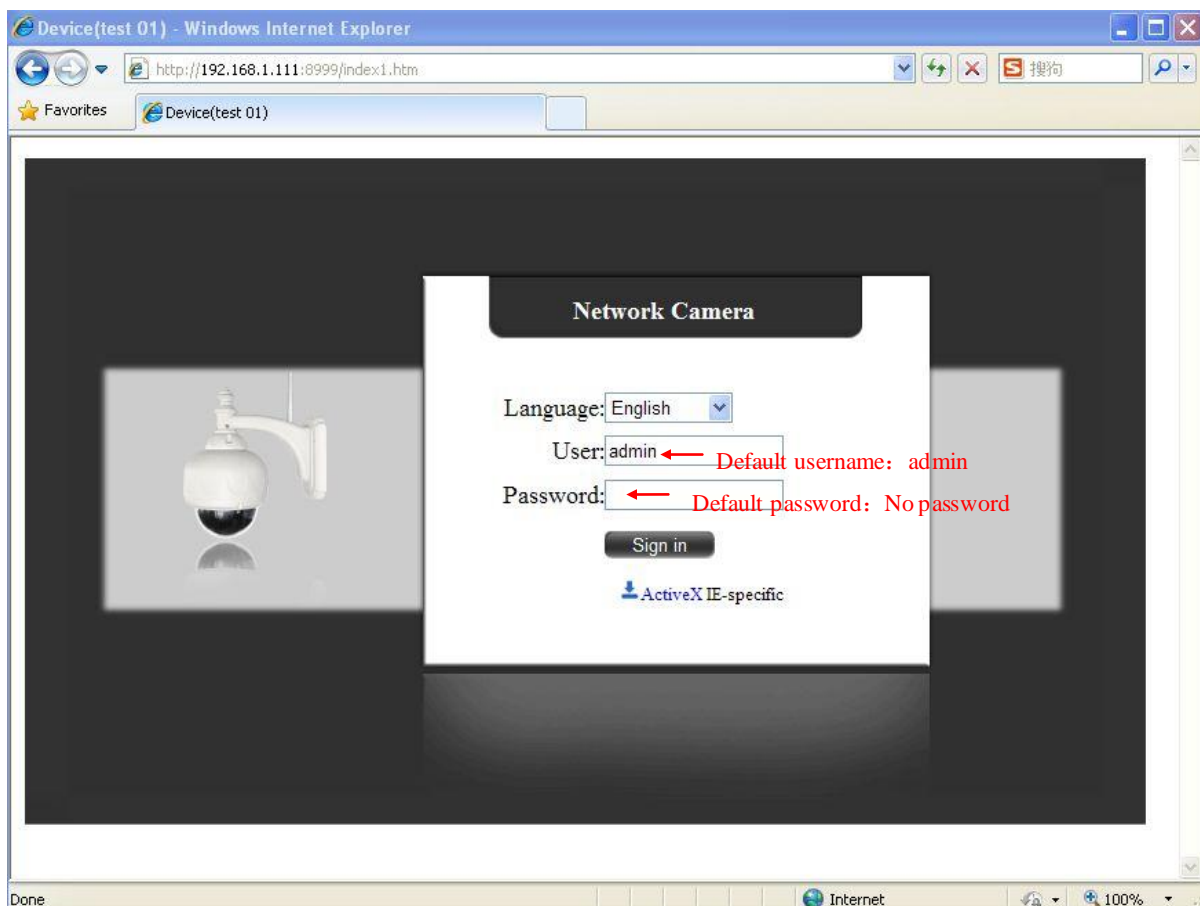 Device(test 01) - Windows Internet Explorer
http://192.168.1.111:8999/index1.htm
搜狗
Favorites
Device(test 01)
Network Camera
Language: English
User: admin
Default username：admin
Password:
Default password：No password
Sign in
ActiveX IE-specific
Done
Internet
100%